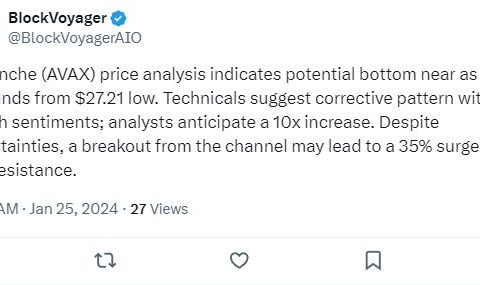 BlockVoyager
@BlockVoyagerAIO
nche (AVAX) price analysis indicates potential bottom near as
nds from $27.21 low. Technicals suggest corrective pattern wit
h sentiments; analysts anticipate a 10x increase. Despite
tainties, a breakout from the channel may lead to a 35% surge
esistance.
AM · Jan 25, 2024 · 27 Views